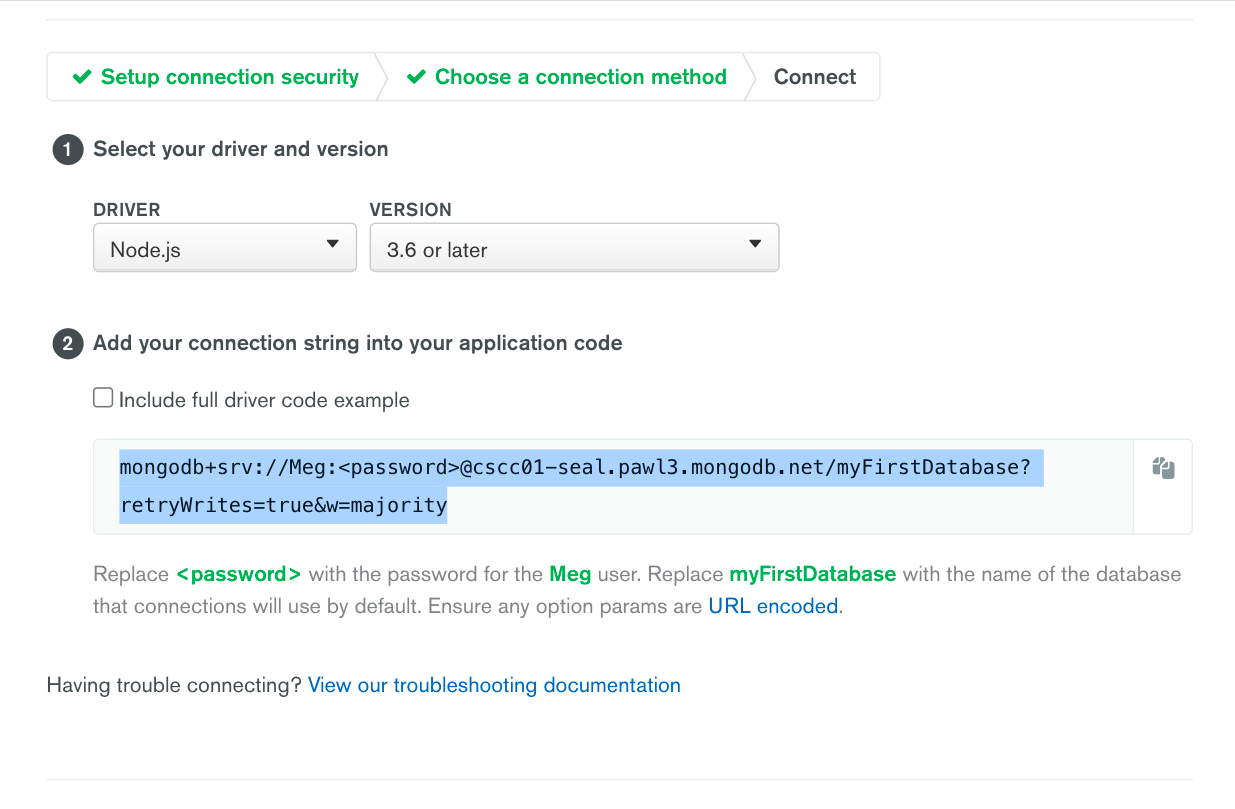 Setup connection security Choose a connection method Connect
1 Select your driver and version
DRIVER VERSION
Node.js 3.6 or later
2 Add your connection string into your application code
Include full driver code example
mongodb+srv://Meg:<password>@cscc01-seal.pawl3.mongodb.net/myFirstDatabase?
retryWrites=true&w=majority
Replace <password> with the password for the Meg user. Replace myFirstDatabase with the name of the database
that connections will use by default. Ensure any option params are URL encoded.
Having trouble connecting? View our troubleshooting documentation